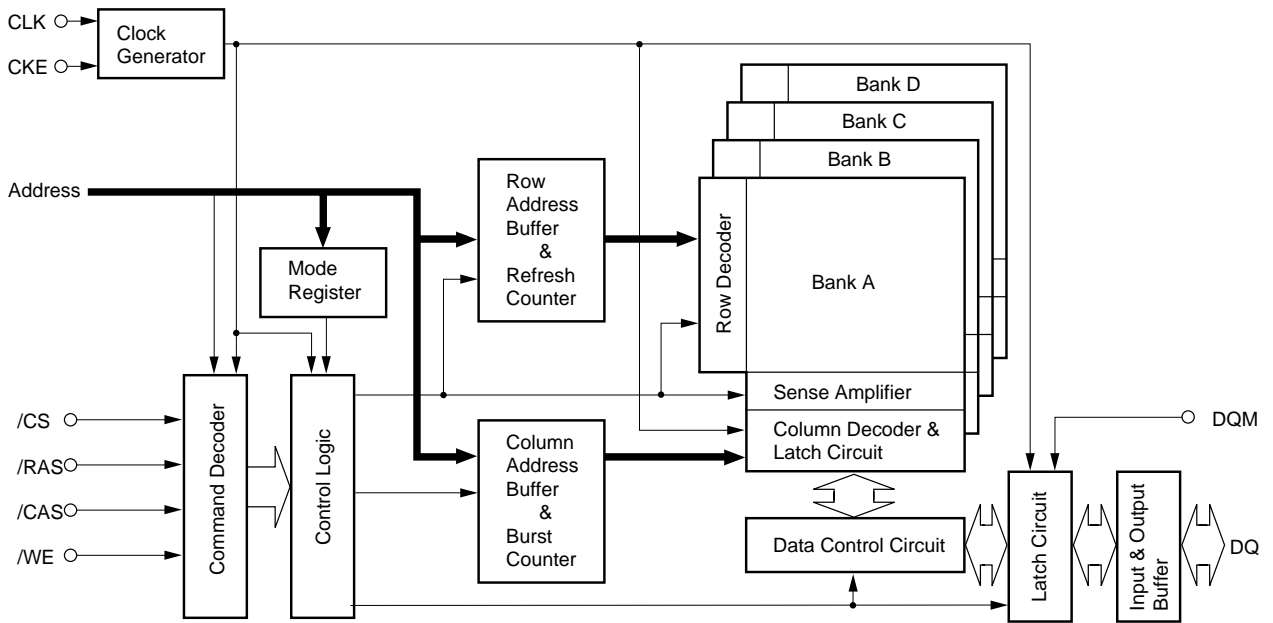 CLK
CKE
Clock
Generator
Bank D
Bank C
Bank B
Address
Row
Address
Buffer
&
Refresh
Counter
Row Decoder
Bank A
Mode
Register
Sense Amplifier
Column Decoder &
Latch Circuit
/CS
/RAS
/CAS
/WE
Command Decoder
Control Logic
Column
Address
Buffer
&
Burst
Counter
DQM
Data Control Circuit
Latch Circuit
Input & Output
Buffer
DQ